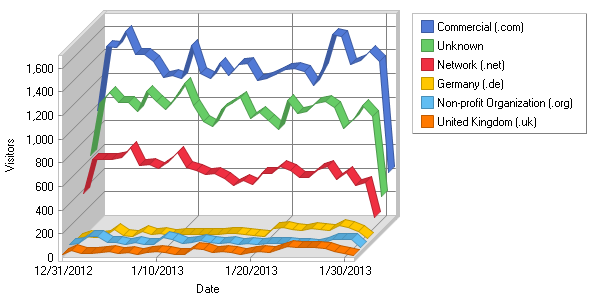 Commercial (.com)
Unknown
Network (.net)
Germany (.de)
Non-profit Organization (.org)
United Kingdom (.uk)
Visitors
1,600
1,400
1,200
1,000
800
600
400
200
0
12/31/2012 1/10/2013 1/20/2013 1/30/2013
Date